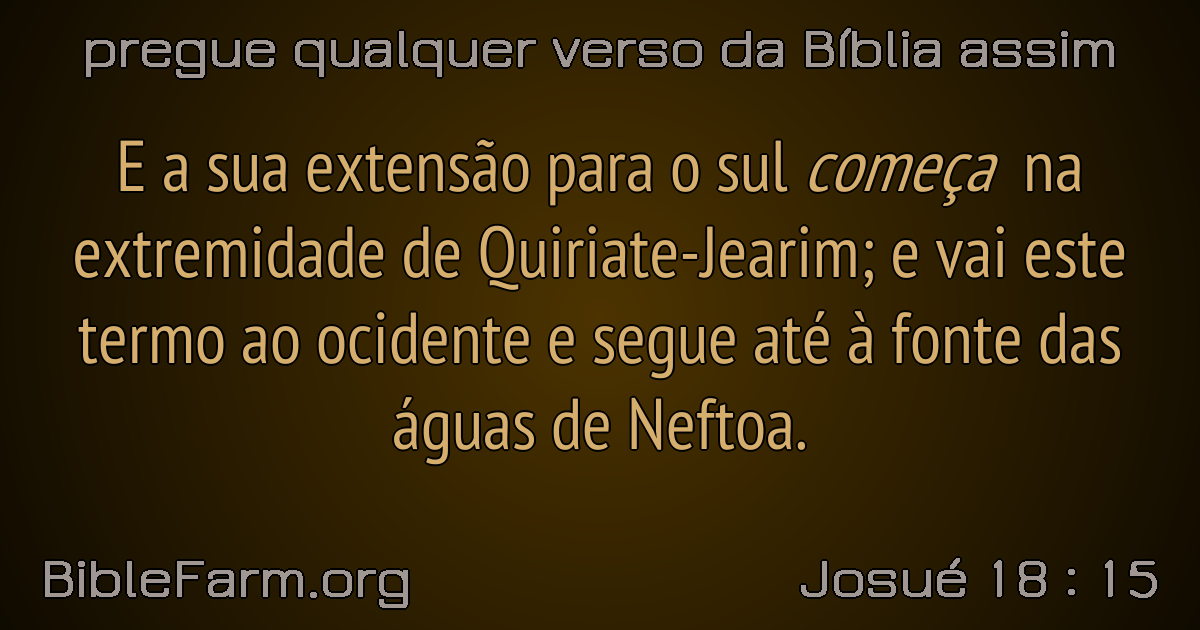 pregue qualquer verso da Bíblia assim
E a sua extensão para o sul começa na
extremidade de Quiriate-Jearim; e vai este
termo ao ocidente e segue até à fonte das
águas de Neftoa.
BibleFarm.org
Josué 18 : 15